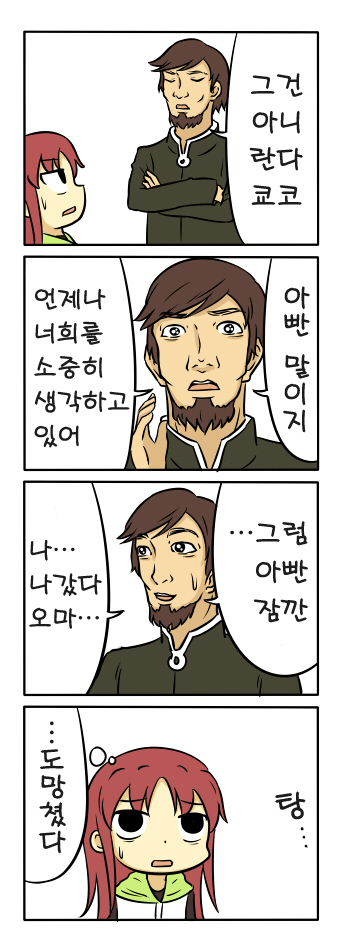 그건
아니
란다
쿄코
아빤 말이지
언제나
너희를
소중히
생각하고
있어
…그럼
아빤
잠깐
나…
나갔다
오마…
탕…
…도망쳤다